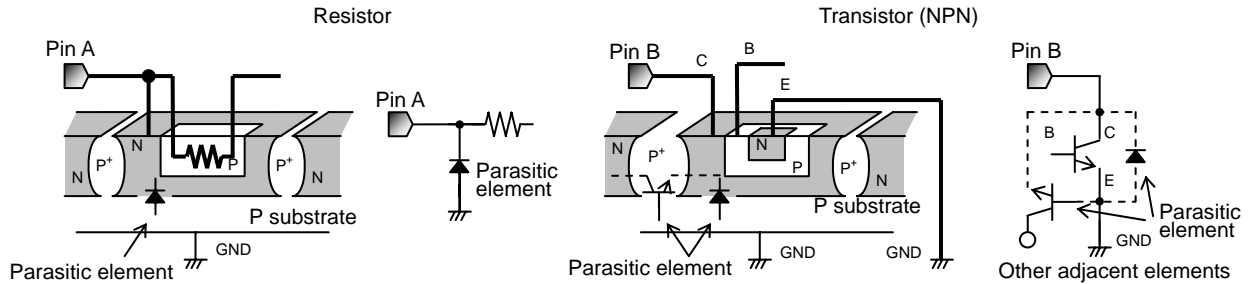 Resistor
Transistor (NPN)
Pin A
Pin B
C
B
E
Pin B
Pin A
N
P
N
P+
P+
N
Parasitic
element
P substrate
GND
Parasitic element
N
P+
N
P
P+
N
P substrate
GND
GND
Parasitic element
B
C
E
Parasitic
element
GND
Other adjacent elements